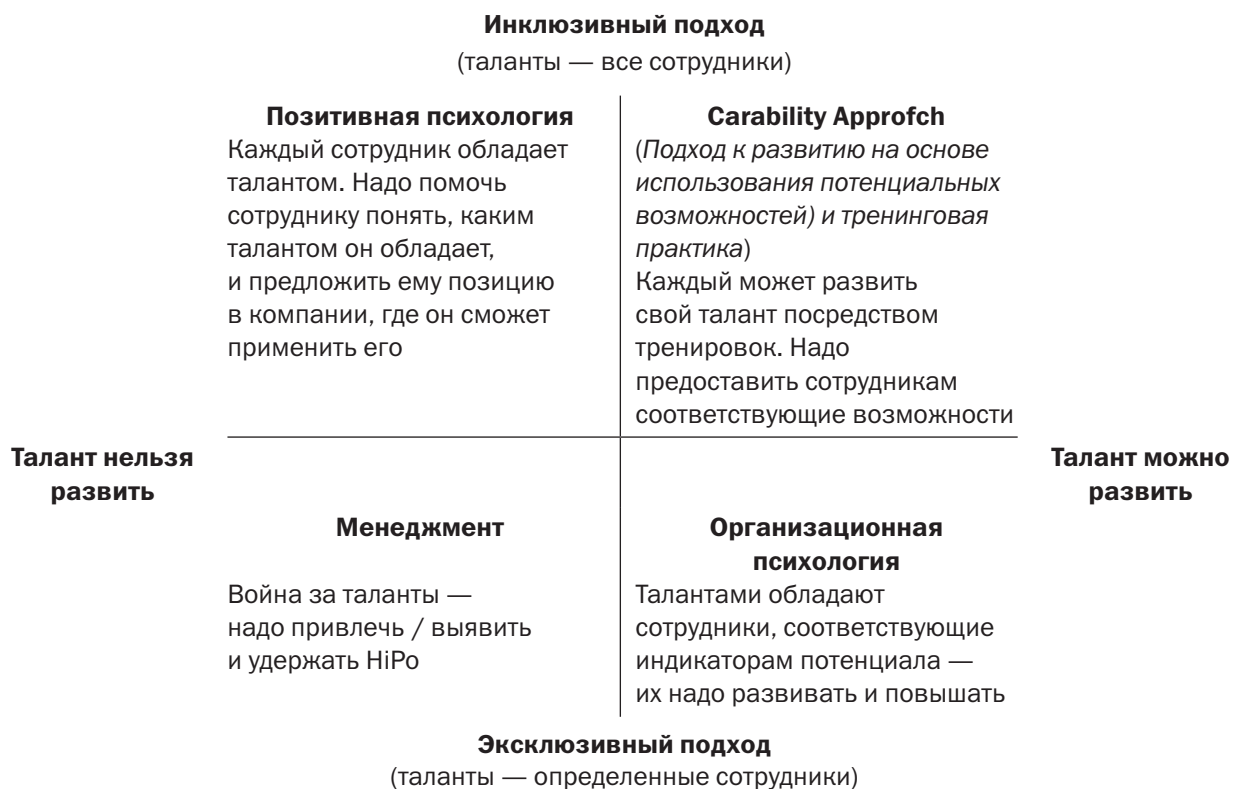 Инклюзивный подход
(таланты — все сотрудники)
Позитивная психология
Каждый сотрудник обладает
талантом. Надо помочь
сотруднику понять, каким
талантом он обладает,
и предложить ему позицию
в компании, где он сможет
применить его
Carability Approfch
(Подход к развитию на основе
использования потенциальных
возможностей) и тренинговая
практика)
Каждый может развить
свой талант посредством
тренировок. Надо
предоставить сотрудникам
соответствующие возможности
Талант нельзя
развить
Талант можно
развить
Менеджмент
Война за таланты —
надо привлечь / выявить
и удержать HiPo
Организационная
психология
Талантами обладают
сотрудники, соответствующие
индикаторам потенциала —
их надо развивать и повышать
Эксклюзивный подход
(таланты — определенные сотрудники)